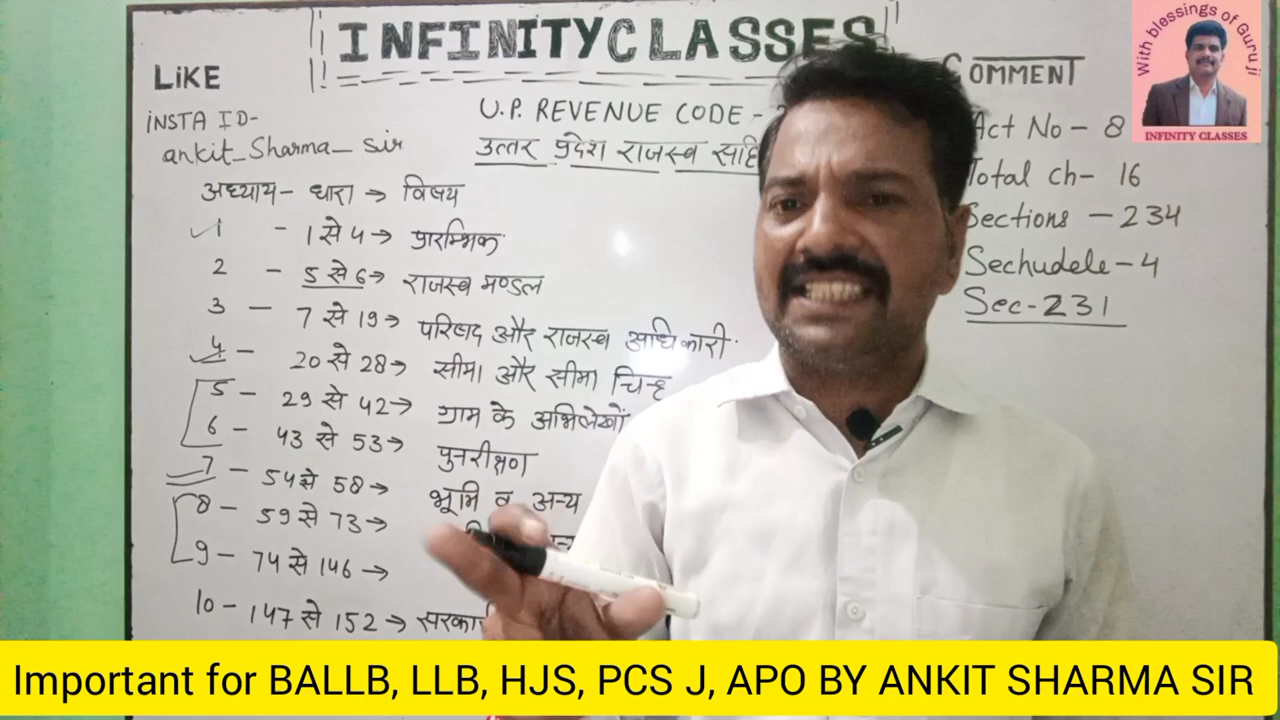 INFINITY CLASSES
With blessings of Guru ji
INFINITY CLASSES
LiKE
COMMENT
iNSTA ID-
ankit_Sharma_sir
U.P. REVENUE CODE -
उत्तर प्रदेश राजस्व
Act No - 8
Total ch- 16
Sections - 234
Sechudele - 4
Sec - 231
अध्याय - धारा → विषय
1 - 1 से 4 → प्रारम्भिक
2 - 5 से 6 → राजस्व मण्डल
3 - 7 से 19 → परिषद और राजस्व अधिकारी
4 - 20 से 28 → सीमा और सीमा चिन्ह
5 - 29 से 42 → ग्राम के अभिलेखों
6 - 43 से 53 → पुनरीक्षण
7 - 54 से 58 → भूमि व अन्य
8 - 59 से 73 →
9 - 74 से 146 →
10 - 147 से 152 →
Important for BALLB, LLB, HJS, PCS J, APO BY ANKIT SHARMA SIR